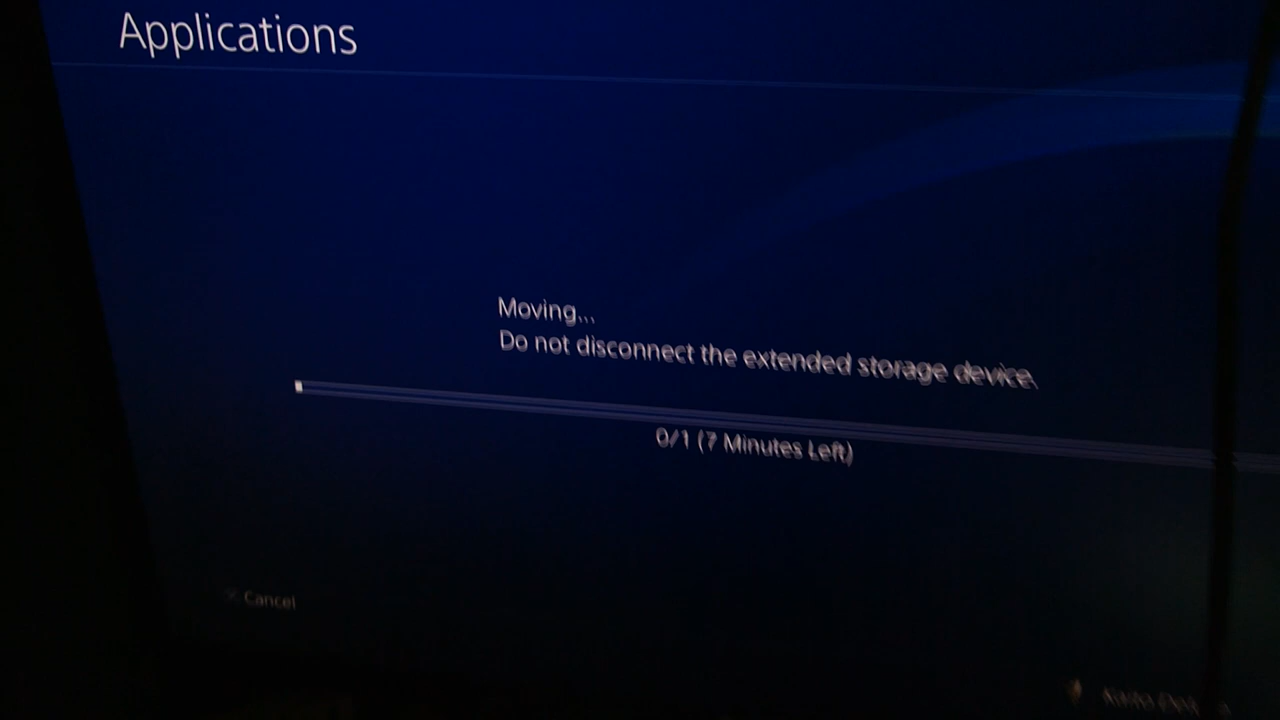 Applications
Moving...
Do not disconnect the extended storage device.
0/1 (7 Minutes Left)
Cancel